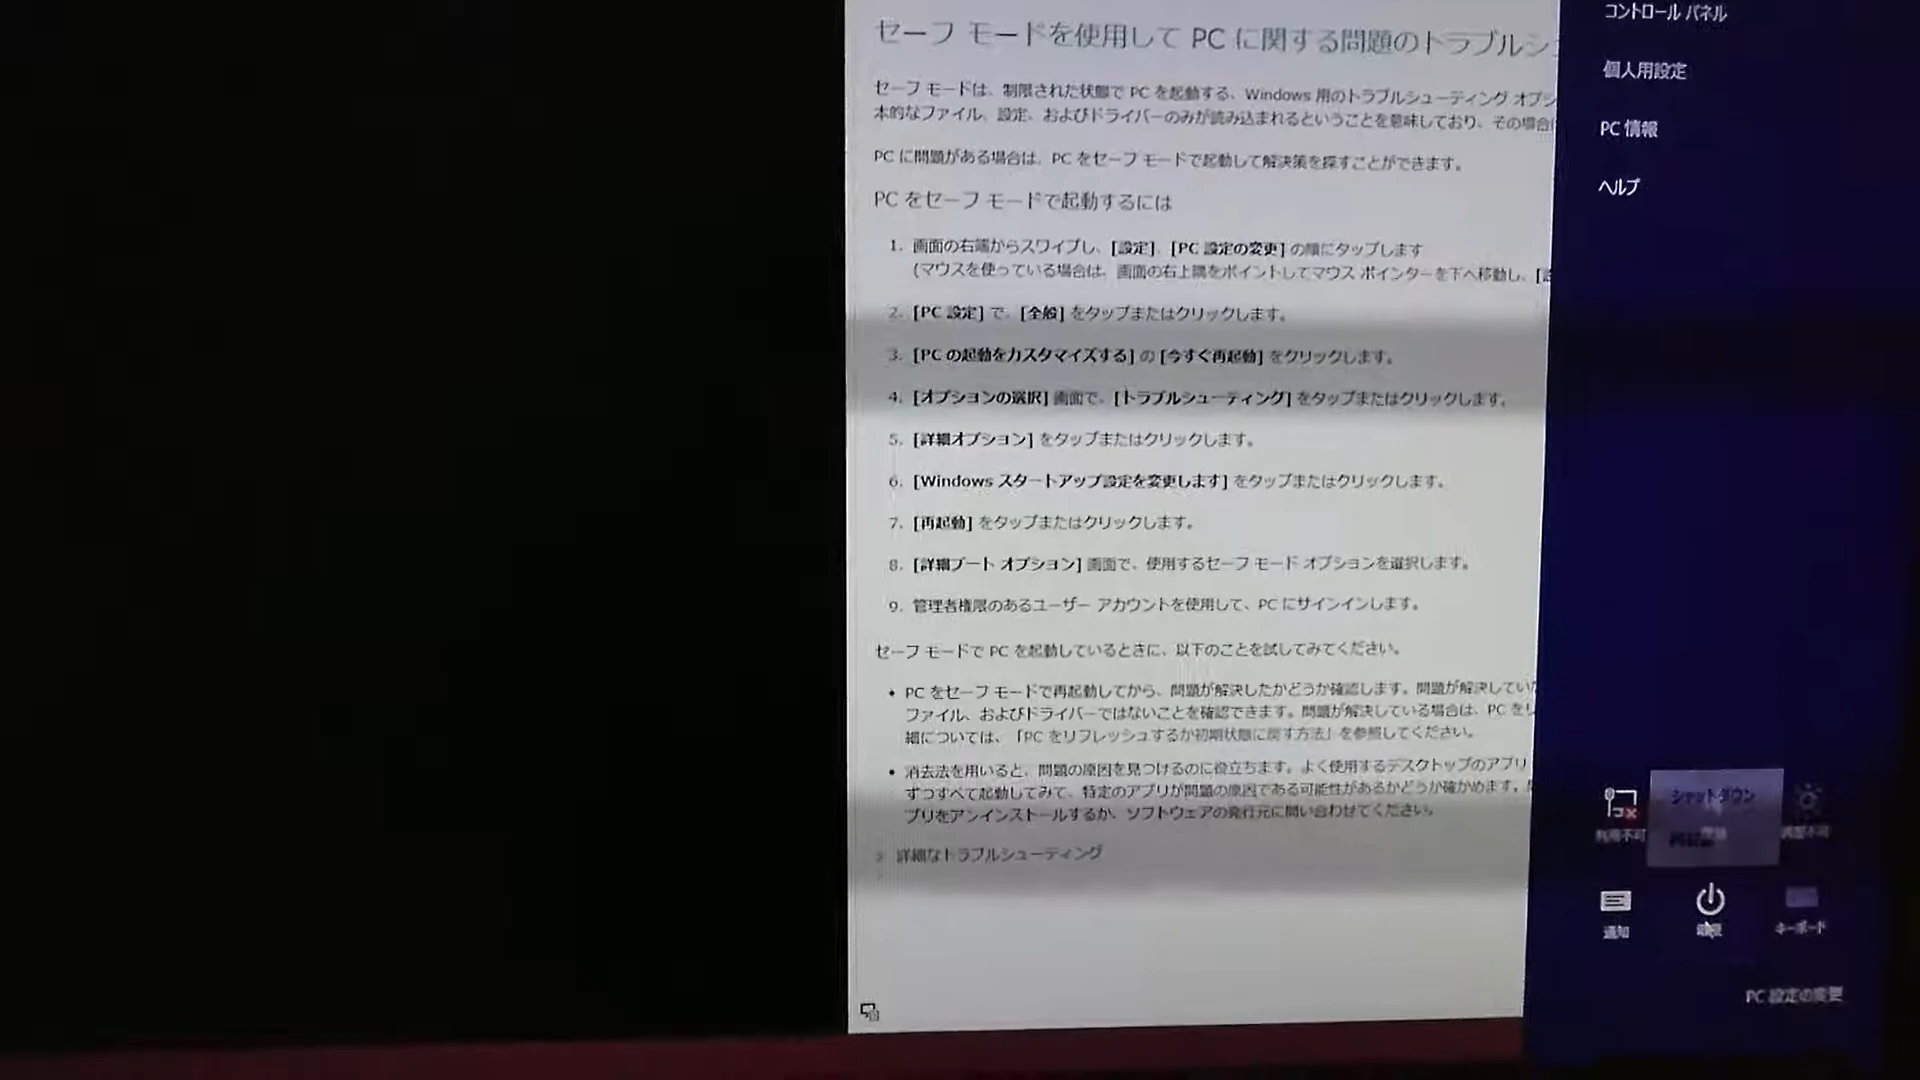 セーフ モードを使用して PC に関する問題のトラブルシ
セーフ モードは、制限された状態で PC を起動する、Windows 用のトラブルシューティング オプシ
本的なファイル、設定、およびドライバーのみが読み込まれるということを意味しており、その場合
PC に問題がある場合は、PC をセーフ モードで起動して解決策を探すことができます。
PC をセーフ モードで起動するには
1. 画面の右端からスワイプし、[設定]、[PC 設定の変更] の順にタップします
(マウスを使っている場合は、画面の右上隅をポイントしてマウス ポインターを下へ移動し、[
2. [PC 設定] で、[全般] をタップまたはクリックします。
3. [PC の起動をカスタマイズする] の [今すぐ再起動] をクリックします。
4. [オプションの選択] 画面で、[トラブルシューティング] をタップまたはクリックします。
5. [詳細オプション] をタップまたはクリックします。
6. [Windows スタートアップ設定を変更します] をタップまたはクリックします。
7. [再起動] をタップまたはクリックします。
8. [詳細ブート オプション] 画面で、使用するセーフ モード オプションを選択します。
9. 管理者権限のあるユーザー アカウントを使用して、PC にサインインします。
セーフ モードで PC を起動しているときに、以下のことを試してみてください。
• PC をセーフ モードで再起動してから、問題が解決したかどうか確認します。問題が解決してい
ファイル、およびドライバーではないことを確認できます。問題が解決している場合は、PC をリ
細については、「PC をリフレッシュするか初期状態に戻す方法」を参照してください。
• 消去法を用いると、問題の原因を見つけるのに役立ちます。よく使用するデスクトップのアプリ
ずつすべて起動してみて、特定のアプリが問題の原因である可能性があるかどうか確かめます。
プリをアンインストールするか、ソフトウェアの発行元に問い合わせてください。
詳細なトラブルシューティング
コントロール パネル
個人用設定
PC 情報
ヘルプ
利用不可
シャットダウン
調整不可
通知
電源
キーボード
PC 設定の変更